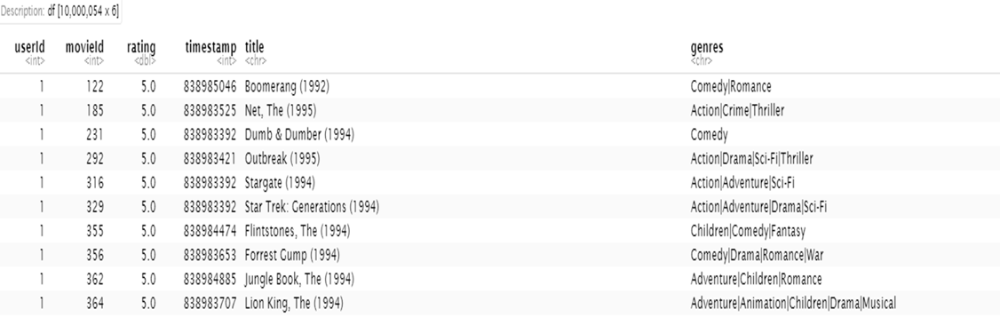 Description: df [10,000,054 x 6]
userId movieId rating timestamp title genres
<int> <int> <dbl> <int> <chr> <chr>
1 122 5.0 838985046 Boomerang (1992) Comedy|Romance
1 185 5.0 838983525 Net, The (1995) Action|Crime|Thriller
1 231 5.0 838983392 Dumb & Dumber (1994) Comedy
1 292 5.0 838983421 Outbreak (1995) Action|Drama|Sci-Fi|Thriller
1 316 5.0 838983392 Stargate (1994) Action|Adventure|Sci-Fi
1 329 5.0 838983392 Star Trek: Generations (1994) Action|Adventure|Drama|Sci-Fi
1 355 5.0 838984474 Flintstones, The (1994) Children|Comedy|Fantasy
1 356 5.0 838983653 Forrest Gump (1994) Comedy|Drama|Romance|War
1 362 5.0 838984885 Jungle Book, The (1994) Adventure|Children|Romance
1 364 5.0 838983707 Lion King, The (1994) Adventure|Animation|Children|Drama|Musical